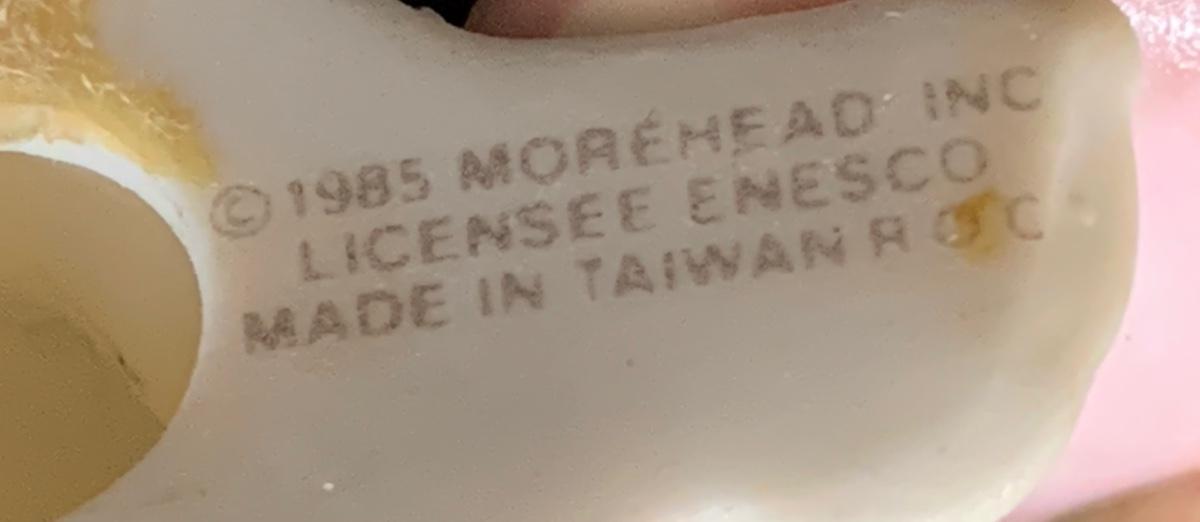 ©1985 MOREHEAD INC
LICENSEE ENESCO
MADE IN TAIWAN R O C